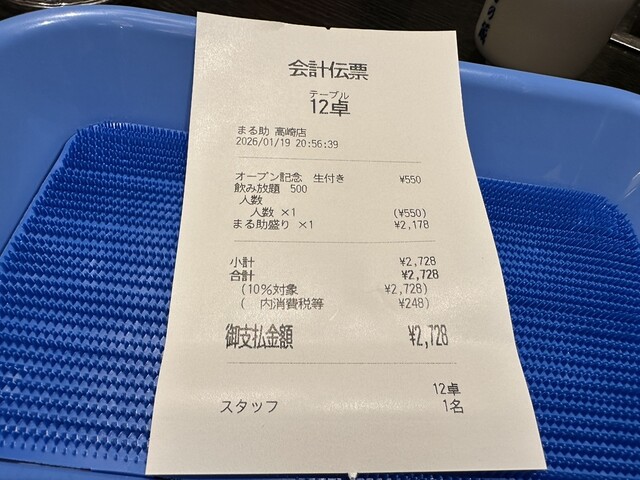 会計伝票
テーブル
12卓
まる助 高崎店
2026/01/19 20:56:39
オープン記念 生付き ¥550
飲み放題 500
人数
人数 ×1 (¥550)
まる助盛り ×1 ¥2,178
小計 ¥2,728
合計 ¥2,728
(10%対象 ¥2,728)
( 内消費税等 ¥248)
御支払金額 ¥2,728
12卓
スタッフ 1名